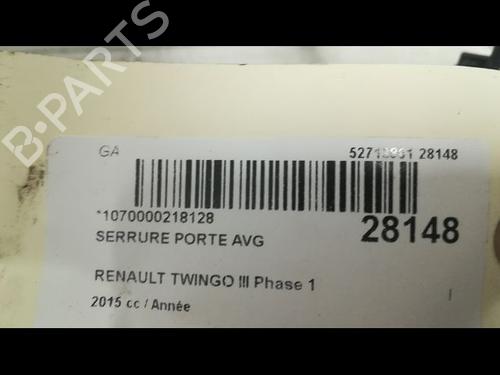 B-PARTS
GA
28148
*1070000218128
28148
SERRURE PORTE AVG
RENAULT TWINGO III Phase 1
2015 cc / Année